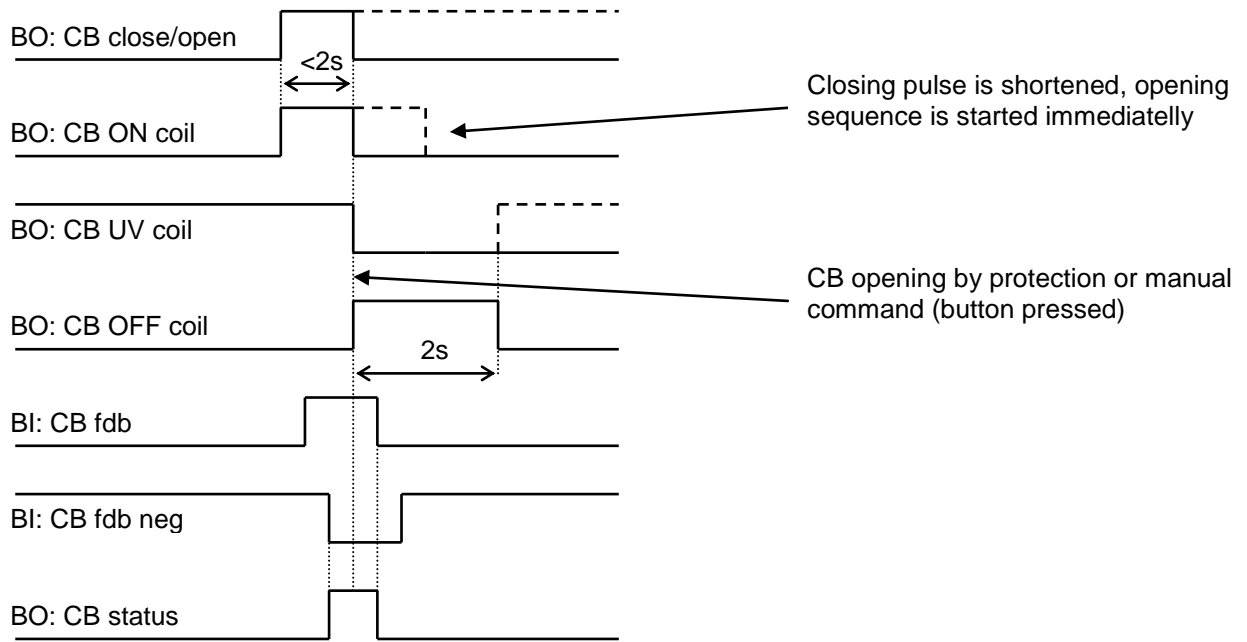 BO: CB close/open
<2s
Closing pulse is shortened, opening
sequence is started immediatelly
BO: CB ON coil
BO: CB UV coil
CB opening by protection or manual
command (button pressed)
BO: CB OFF coil
2s
BI: CB fdb
BI: CB fdb neg
BO: CB status